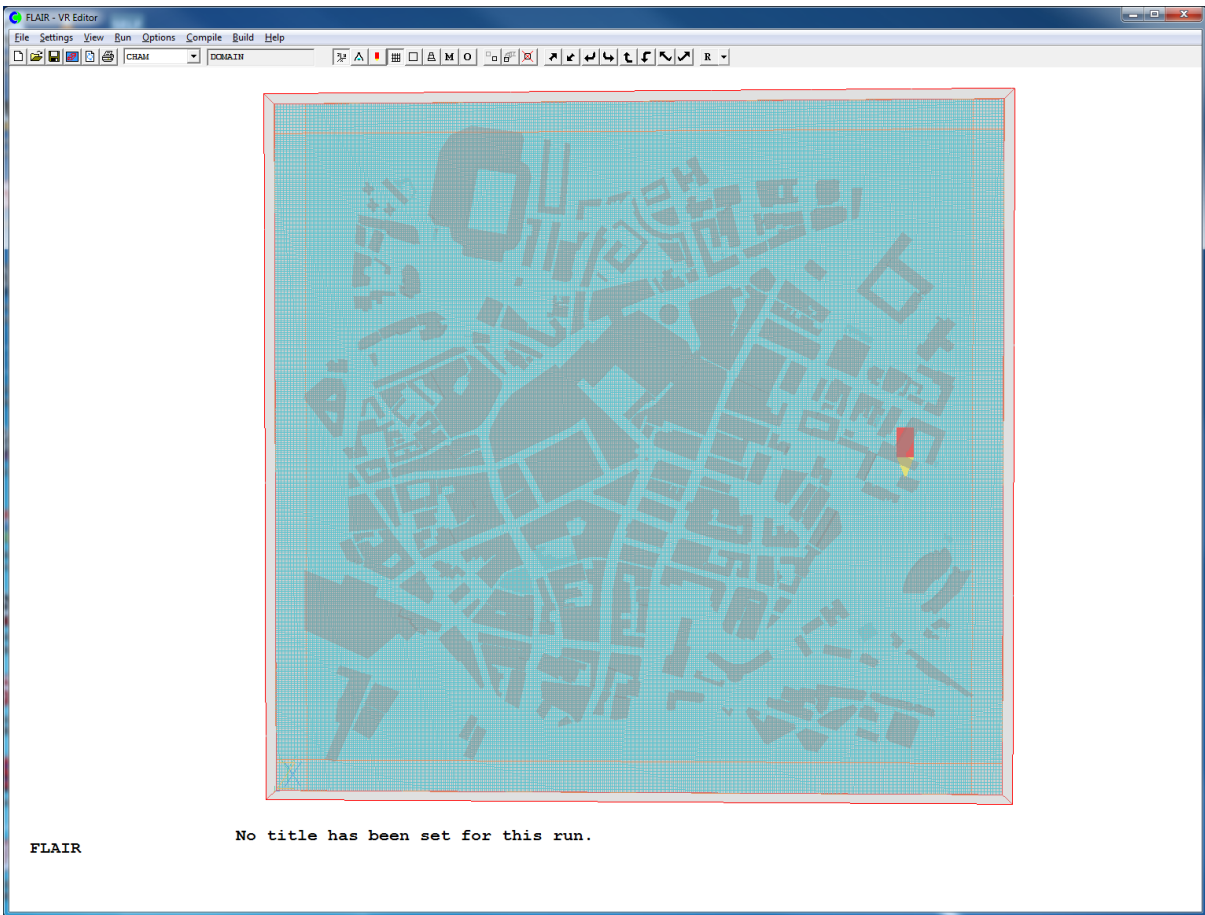 FLAIR - VR Editor
File Settings View Run Options Compile Build Help
CHAM DOMAIN M O R
No title has been set for this run.
FLAIR